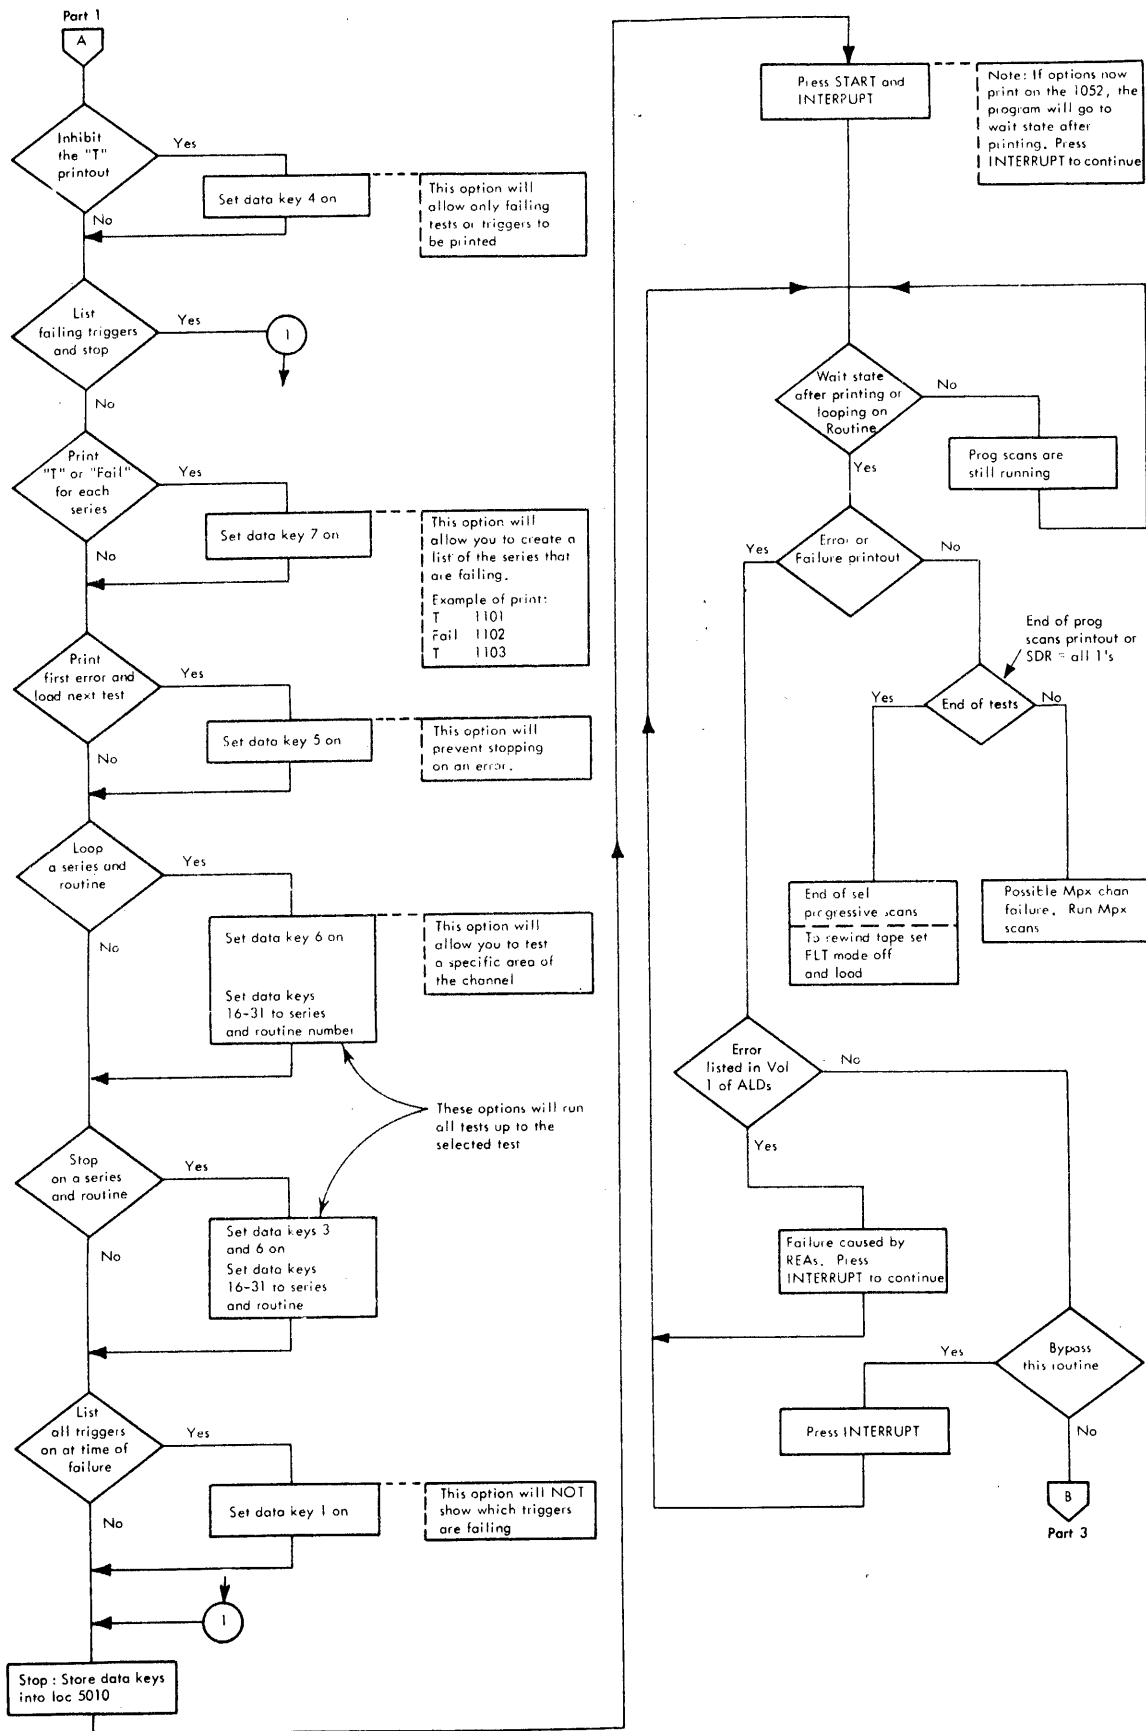 Part 1
A
Inhibit
the "T"
printout
Yes
No
Set data key 4 on
This option will
allow only failing
tests or triggers to
be printed
List
failing triggers
and stop
Yes
No
1
Print
"T" or "Fail"
for each
series
Yes
No
Set data key 7 on
This option will
allow you to create a
list of the series that
are failing.
Example of print:
T 1101
Fail 1102
T 1103
Print
first error and
load next test
Yes
No
Set data key 5 on
This option will
prevent stopping
on an error.
Loop
a series and
routine
Yes
No
Set data key 6 on
Set data keys
16-31 to series
and routine number
This option will
allow you to test
a specific area of
the channel
These options will run
all tests up to the
selected test
Stop
on a series
and routine
Yes
No
Set data keys 3
and 6 on
Set data keys
16-31 to series
and routine
List
all triggers
on at time of
failure
Yes
No
Set data key 1 on
This option will NOT
show which triggers
are failing
1
Stop : Store data keys
into loc 5010
Press START and
INTERPUPT
Note: If options now
print on the 1052, the
program will go to
wait state after
printing. Press
INTERRUPT to continue
Wait state
after printing or
looping on
Routine
No
Yes
Prog scans are
still running
Error or
Failure printout
Yes
No
End of prog
scans printout or
SDR = all 1's
End of tests
Yes
No
End of sel
progressive scans
To rewind tape set
FLT mode off
and load
Possible Mpx chan
failure. Run Mpx
scans
Error
listed in Vol
1 of ALDs
No
Yes
Failure caused by
REAs. Press
INTERRUPT to continue
Bypass
this routine
Yes
No
Press INTERRUPT
B
Part 3